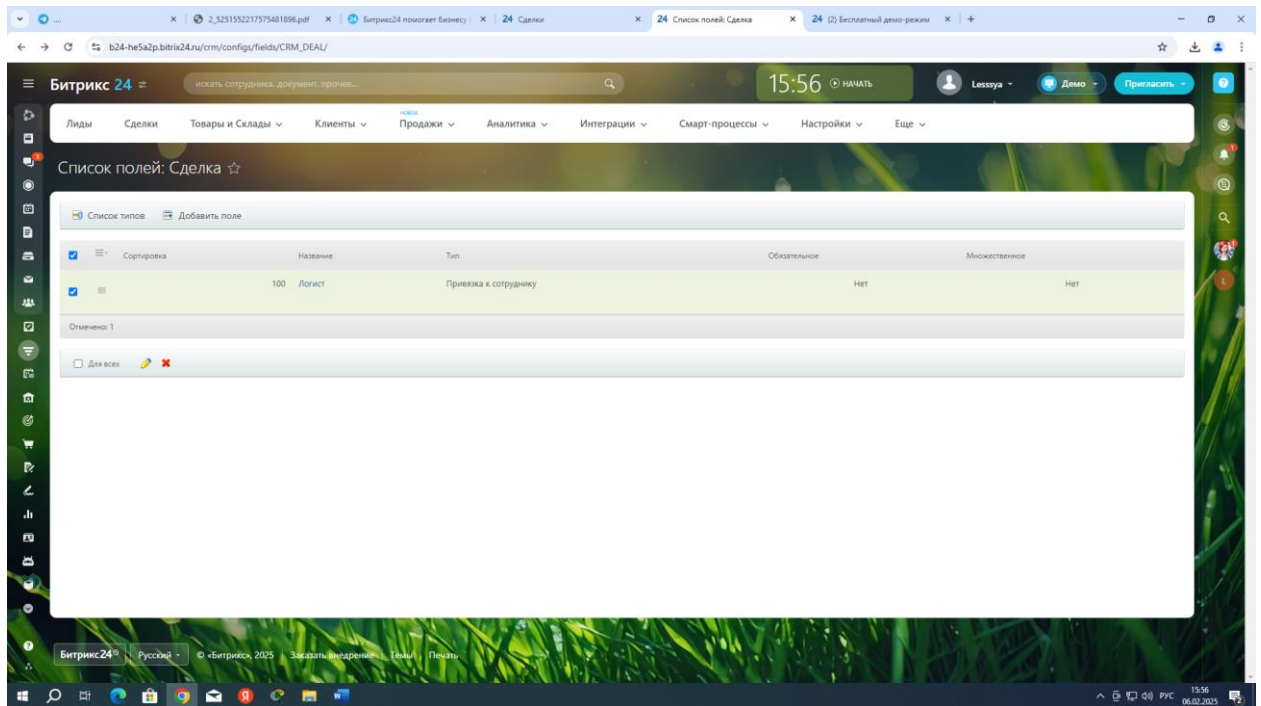 ...
2_5251552217575481896.pdf
Битрикс24 помогает бизнесу
24 Сделки
24 Список полей: Сделка
24 (2) Бесплатный демо-режим
b24-he5a2p.bitrix24.ru/crm/configs/fields/CRM_DEAL/
Битрикс 24
искать сотрудника, документ, прочее...
15:56
НАЧАТЬ
Lesssya
Демо
Пригласить
Лиды
Сделки
Товары и Склады
Клиенты
НОВОЕ
Продажи
Аналитика
Интеграции
Смарт-процессы
Настройки
Еще
Список полей: Сделка
Список типов Добавить поле
Сортировка Название Тип Обязательное Множественное
100 Логист Привязка к сотруднику Нет Нет
Отмечено: 1
Для всех
Битрикс24 Русский © «Битрикс», 2025 Заказать внедрение Темы Печать
РУС
15:56
06.02.2025